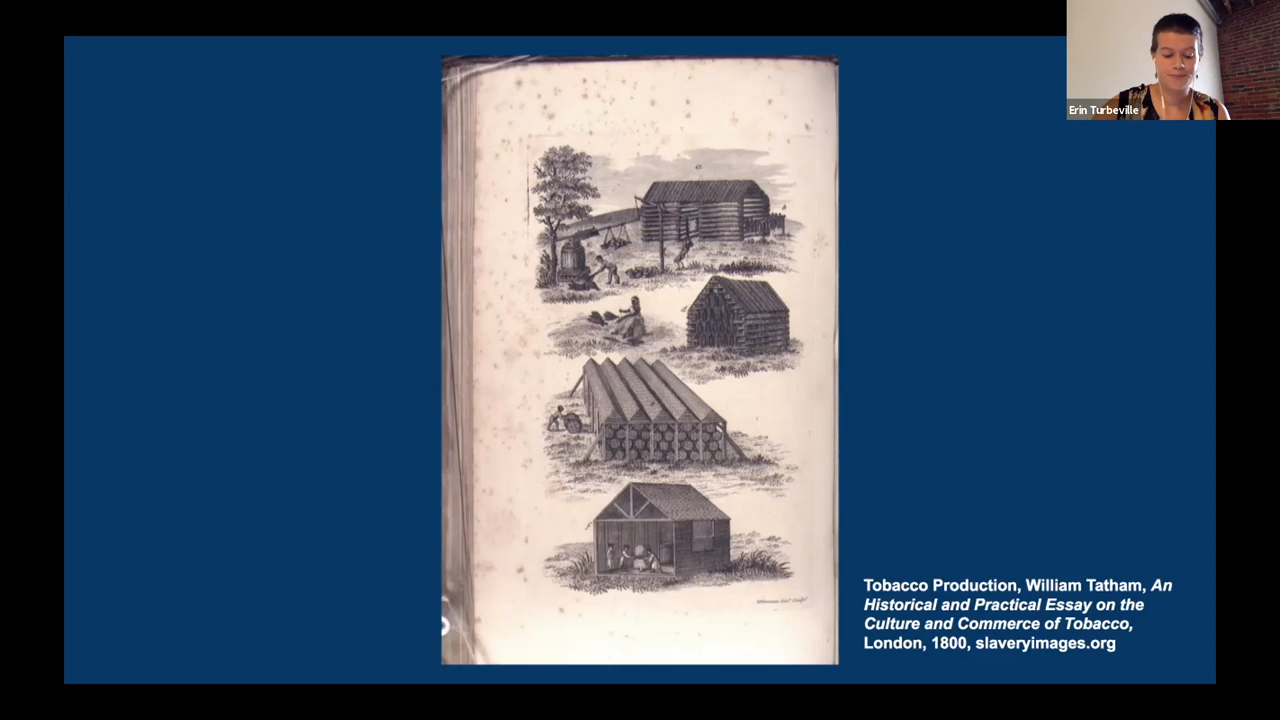 Erin Turbeville
Tobacco Production, William Tatham, An
Historical and Practical Essay on the
Culture and Commerce of Tobacco,
London, 1800, slaveryimages.org